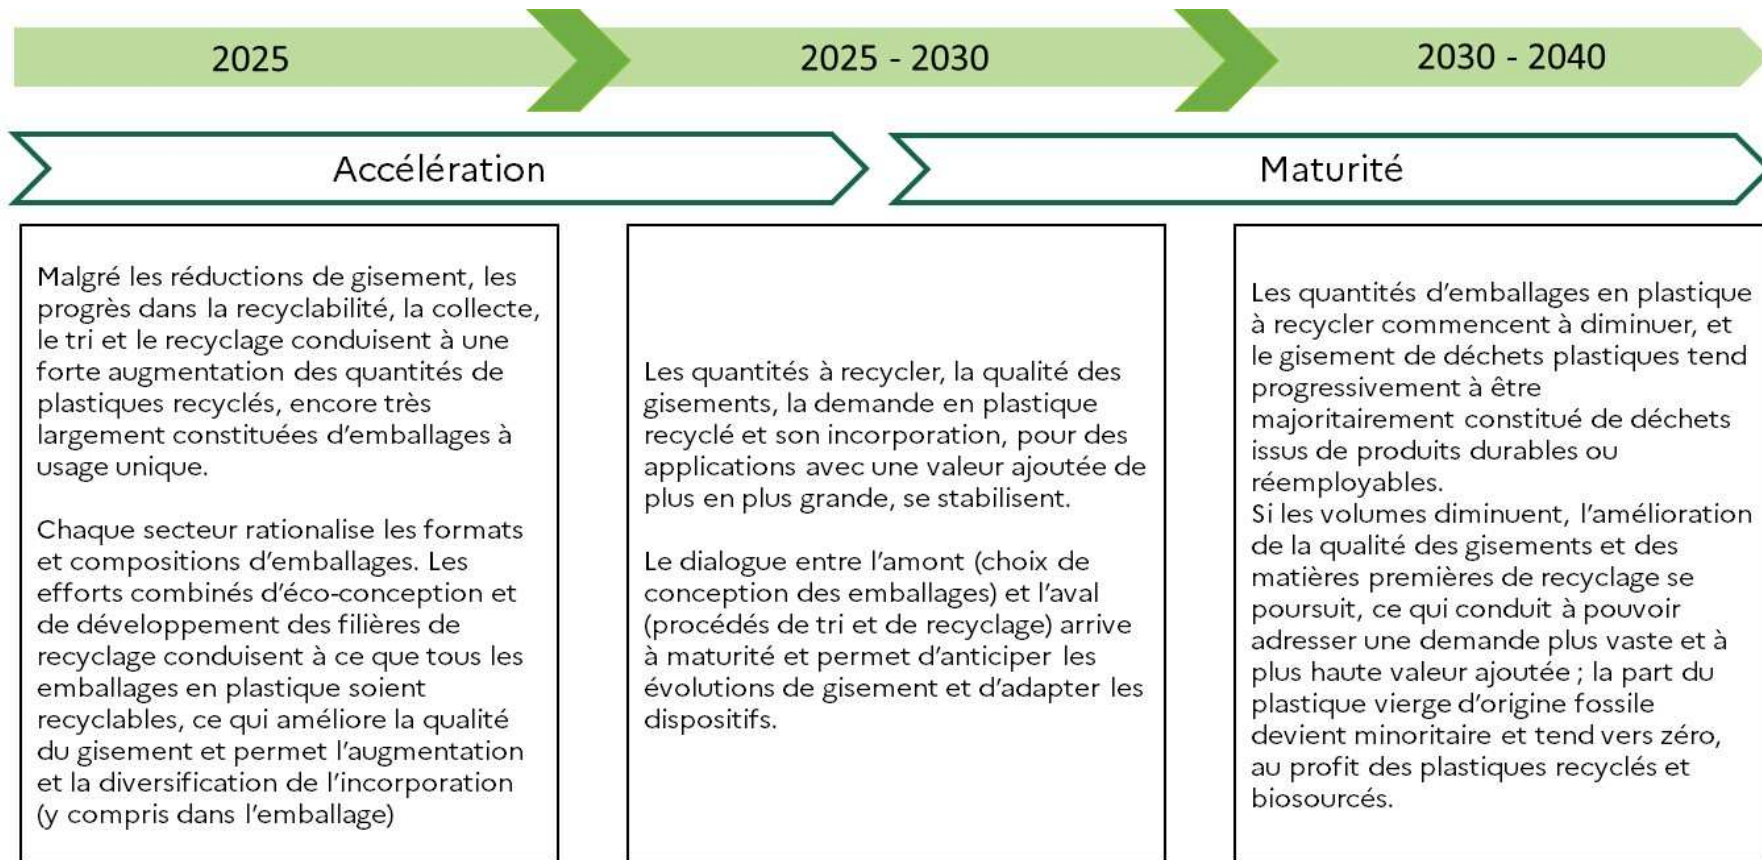 2025
2025 - 2030
2030 - 2040
Accélération
Maturité
Malgré les réductions de gisement, les
progrès dans la recyclabilité, la collecte,
le tri et le recyclage conduisent à une
forte augmentation des quantités de
plastiques recyclés, encore très
largement constituées d’emballages à
usage unique.
Chaque secteur rationalise les formats
et compositions d’emballages. Les
efforts combinés d’éco-conception et
de développement des filières de
recyclage conduisent à ce que tous les
emballages en plastique soient
recyclables, ce qui améliore la qualité
du gisement et permet l’augmentation
et la diversification de l’incorporation
(y compris dans l’emballage)
Les quantités à recycler, la qualité des
gisements, la demande en plastique
recyclé et son incorporation, pour des
applications avec une valeur ajoutée de
plus en plus grande, se stabilisent.
Le dialogue entre l’amont (choix de
conception des emballages) et l’aval
(procédés de tri et de recyclage) arrive
à maturité et permet d’anticiper les
évolutions de gisement et d’adapter les
dispositifs.
Les quantités d’emballages en plastique
à recycler commencent à diminuer, et
le gisement de déchets plastiques tend
progressivement à être
majoritairement constitué de déchets
issus de produits durables ou
réemployables.
Si les volumes diminuent, l’amélioration
de la qualité des gisements et des
matières premières de recyclage se
poursuit, ce qui conduit à pouvoir
adresser une demande plus vaste et à
plus haute valeur ajoutée ; la part du
plastique vierge d’origine fossile
devient minoritaire et tend vers zéro,
au profit des plastiques recyclés et
biosourcés.